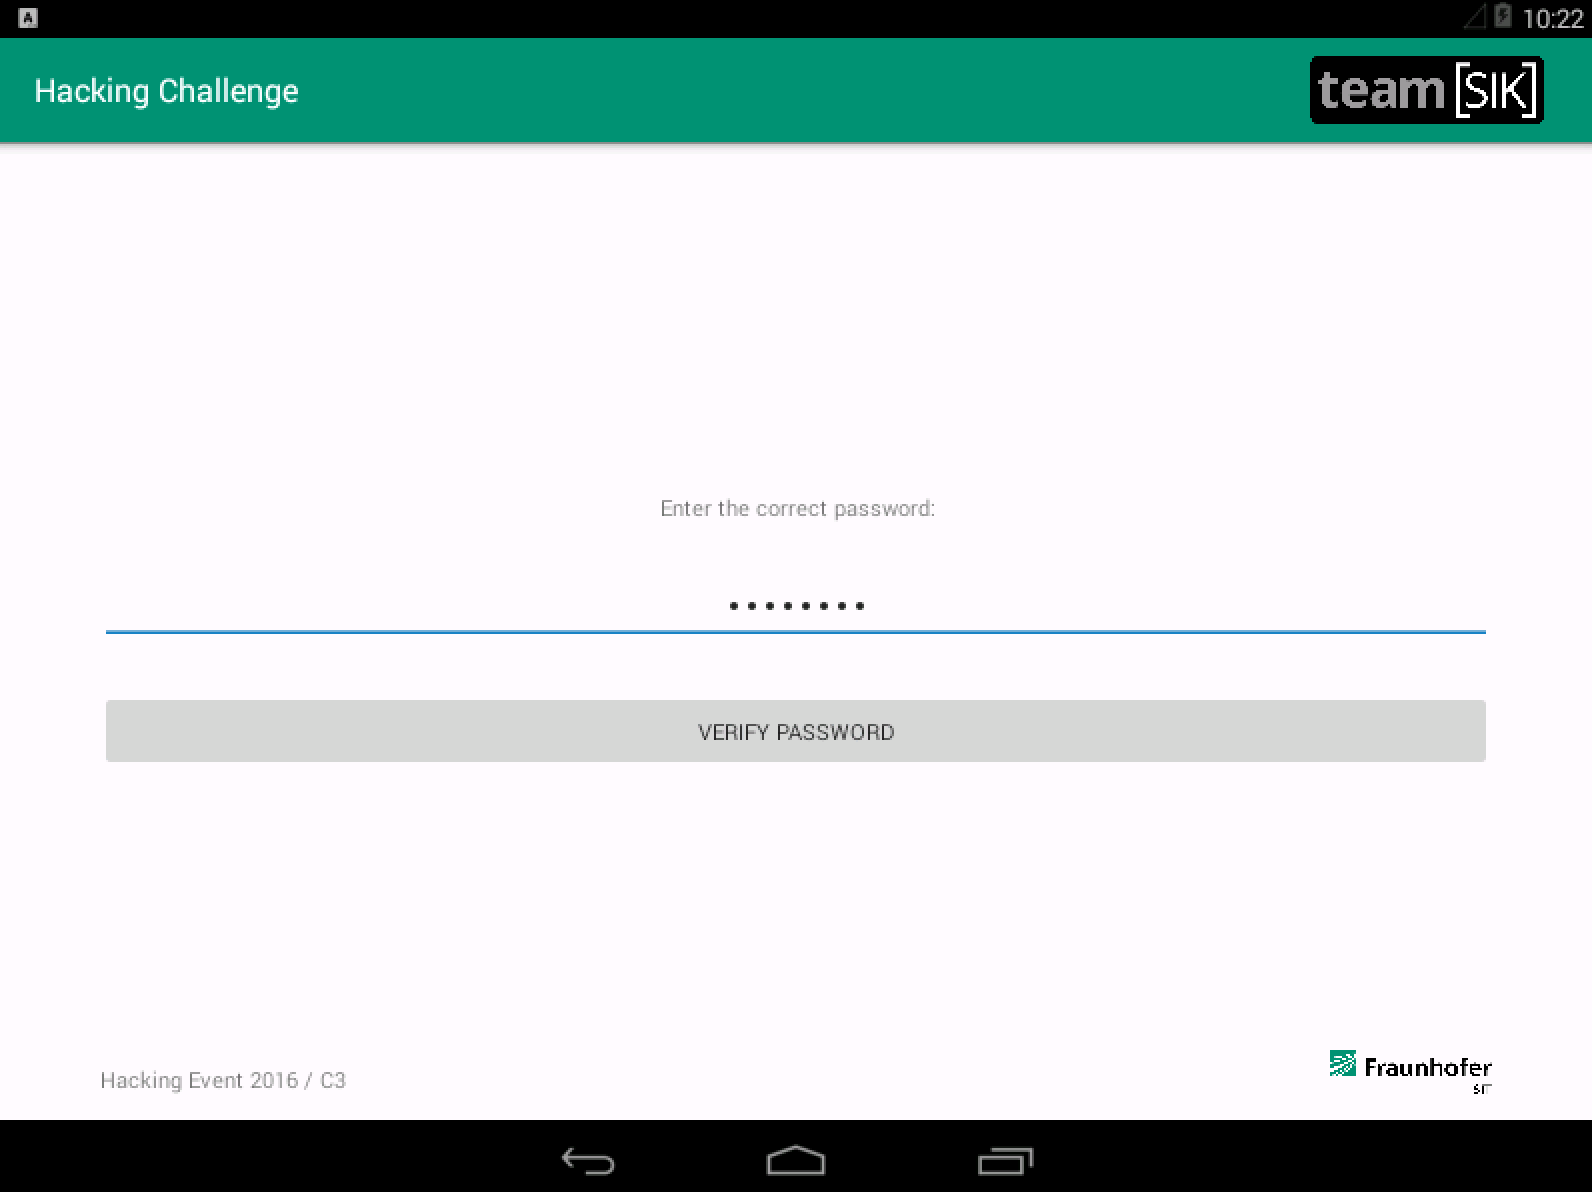 A
10:22
Hacking Challenge
team [SIK]
Enter the correct password:
••••••••
VERIFY PASSWORD
Hacking Event 2016 / C3
Fraunhofer
SIT